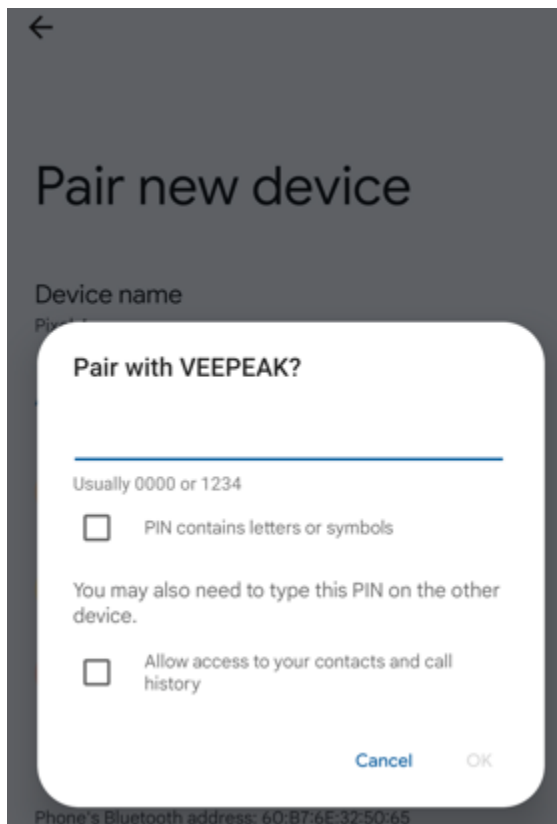 Pair new device
Device name
Pair with VEEPEAK?
Usually 0000 or 1234
PIN contains letters or symbols
You may also need to type this PIN on the other
device.
Allow access to your contacts and call
history
Cancel
OK
Phone's Bluetooth address: 60:B7:6E:32:50:65